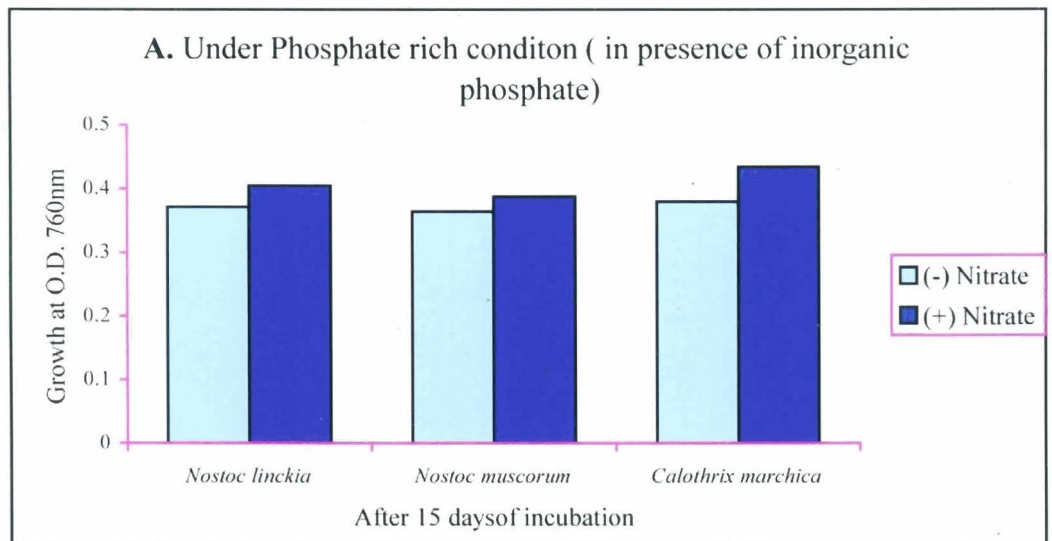 A. Under Phosphate rich conditon ( in presence of inorganic
phosphate)
0.5
0.4
0.3
0.2
0.1
0
Growth at O.D. 760nm
Nostoc linckia
Nostoc muscorum
Calothrix marchica
After 15 daysof incubation
(-) Nitrate
(+) Nitrate